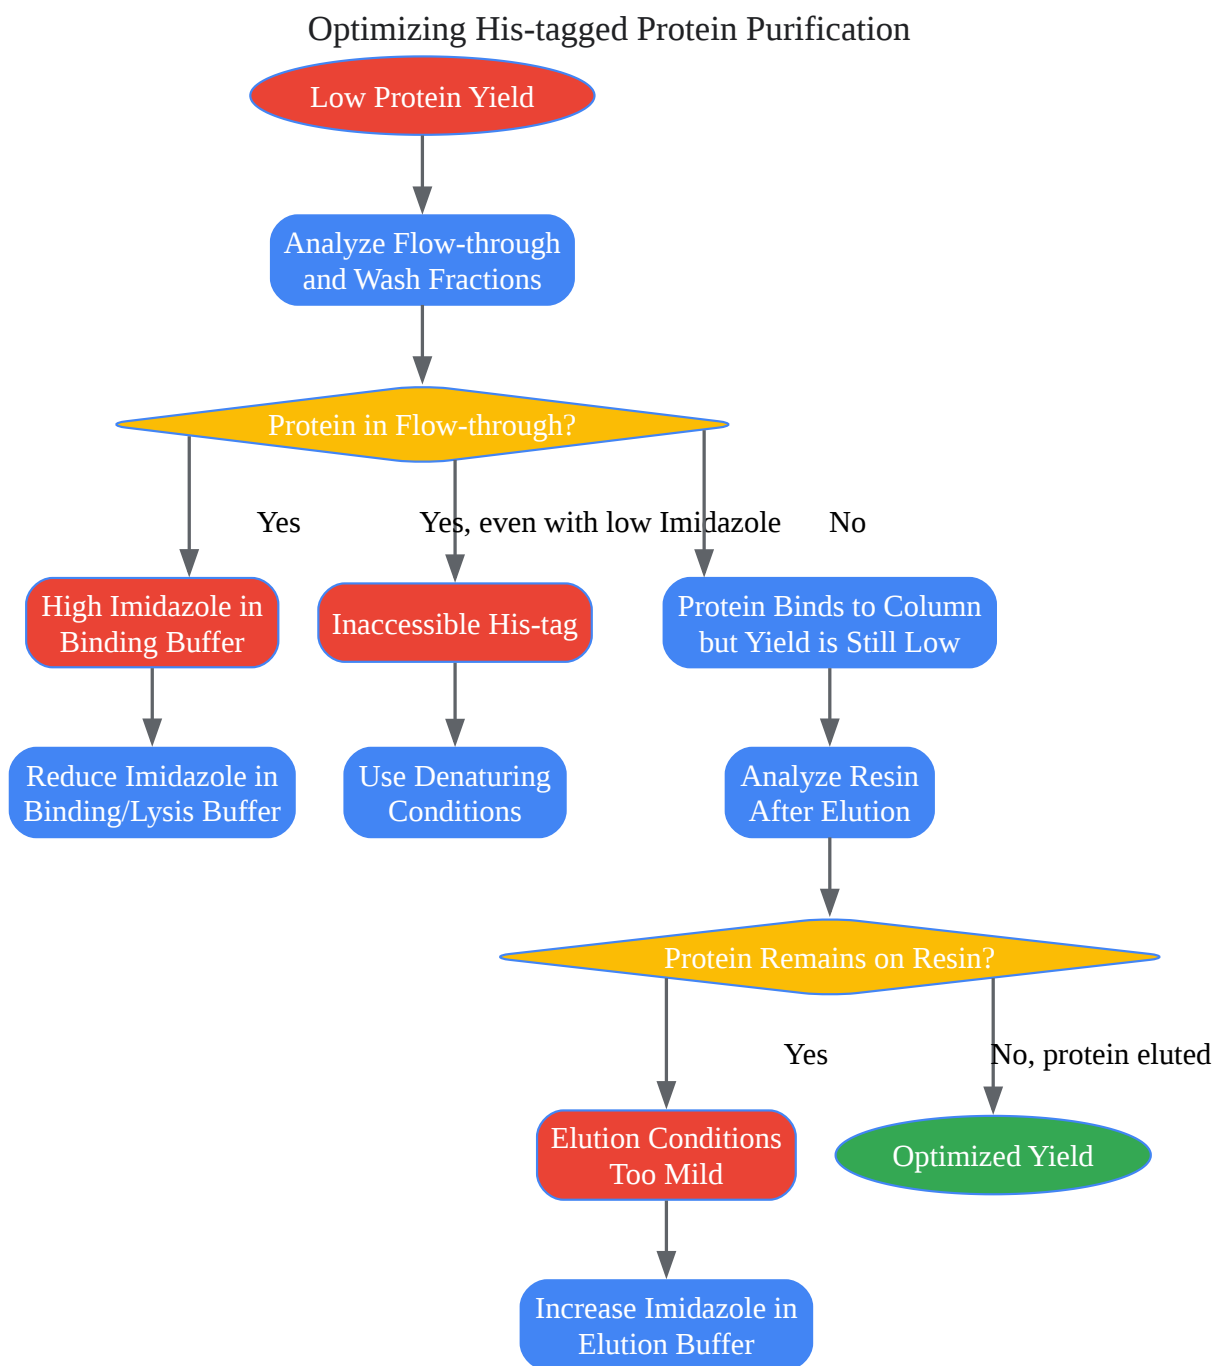 Optimizing His-tagged Protein Purification
Low Protein Yield
Analyze Flow-through
and Wash Fractions
Protein in Flow-through?
Yes
Yes, even with low Imidazole
No
High Imidazole in
Binding Buffer
Inaccessible His-tag
Protein Binds to Column
but Yield is Still Low
Reduce Imidazole in
Binding/Lysis Buffer
Use Denaturing
Conditions
Analyze Resin
After Elution
Protein Remains on Resin?
Yes
No, protein eluted
Elution Conditions
Too Mild
Optimized Yield
Increase Imidazole in
Elution Buffer